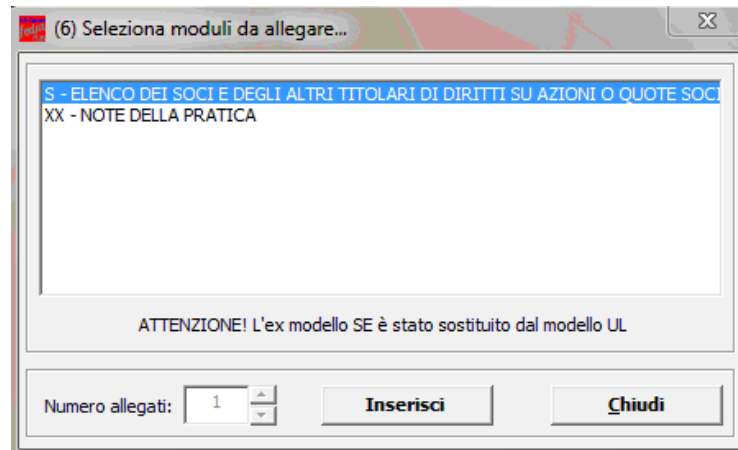 (6) Seleziona moduli da allegare...
S - ELENCO DEI SOCI E DEGLI ALTRI TITOLARI DI DIRITTI SU AZIONI O QUOTE SOCI
XX - NOTE DELLA PRATICA
ATTENZIONE! L'ex modello SE è stato sostituito dal modello UL
Numero allegati: 1 Inserisci Chiudi